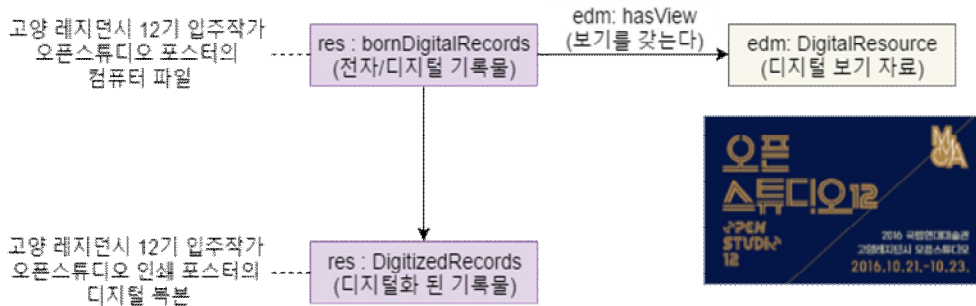 고양 레지던시 12기 입주작가
오픈스튜디오 포스터의
컴퓨터 파일
res : bornDigitalRecords
(전자/디지털 기록물)
edm: hasView
(보기를 갖는다)
edm: DigitalResource
(디지털 보기 자료)
오픈
스튜디오12
OPEN
STUDIO
12
MMCA
2016 국립현대미술관
고양레지던시 오픈스튜디오
2016.10.21.-10.23.
고양 레지던시 12기 입주작가
오픈스튜디오 인쇄 포스터의
디지털 복본
res : DigitizedRecords
(디지털화 된 기록물)